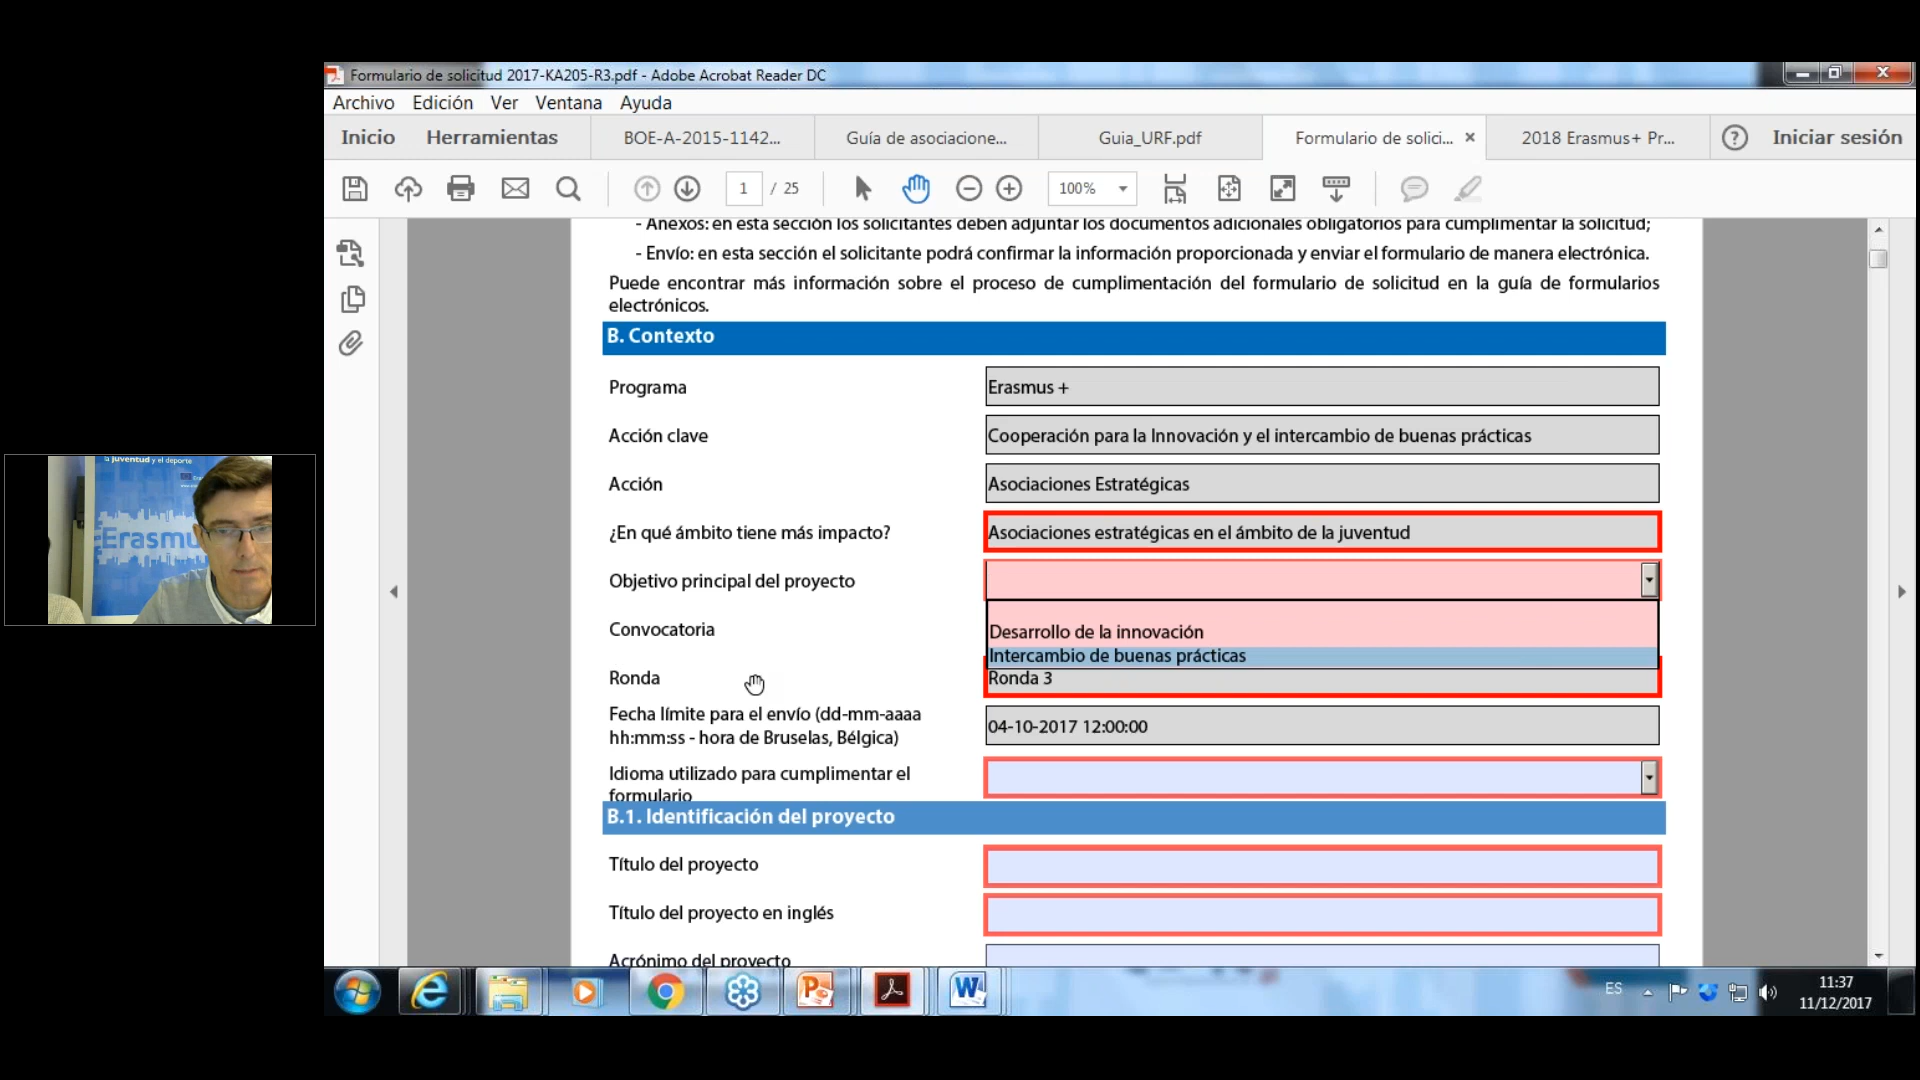 Formulario de solicitud 2017-KA205-R3.pdf - Adobe Acrobat Reader DC
Archivo Edición Ver Ventana Ayuda
Inicio Herramientas BOE-A-2015-1142... Guía de asociacione... Guia_URF.pdf Formulario de solici... × 2018 Erasmus+ Pr... Iniciar sesión
1 / 25 100%
- Anexos: en esta sección los solicitantes deben adjuntar los documentos adicionales obligatorios para cumplimentar la solicitud;
- Envío: en esta sección el solicitante podrá confirmar la información proporcionada y enviar el formulario de manera electrónica.
Puede encontrar más información sobre el proceso de cumplimentación del formulario de solicitud en la guía de formularios
electrónicos.
B. Contexto
Programa Erasmus +
Acción clave Cooperación para la Innovación y el intercambio de buenas prácticas
Acción Asociaciones Estratégicas
¿En qué ámbito tiene más impacto? Asociaciones estratégicas en el ámbito de la juventud
Objetivo principal del proyecto
Convocatoria Desarrollo de la innovación
Intercambio de buenas prácticas
Ronda Ronda 3
Fecha límite para el envío (dd-mm-aaaa
hh:mm:ss - hora de Bruselas, Bélgica) 04-10-2017 12:00:00
Idioma utilizado para cumplimentar el
formulario
B.1. Identificación del proyecto
Título del proyecto
Título del proyecto en inglés
Acrónimo del proyecto
la juventud y el deporte
Erasmu
ES 11:37
11/12/2017